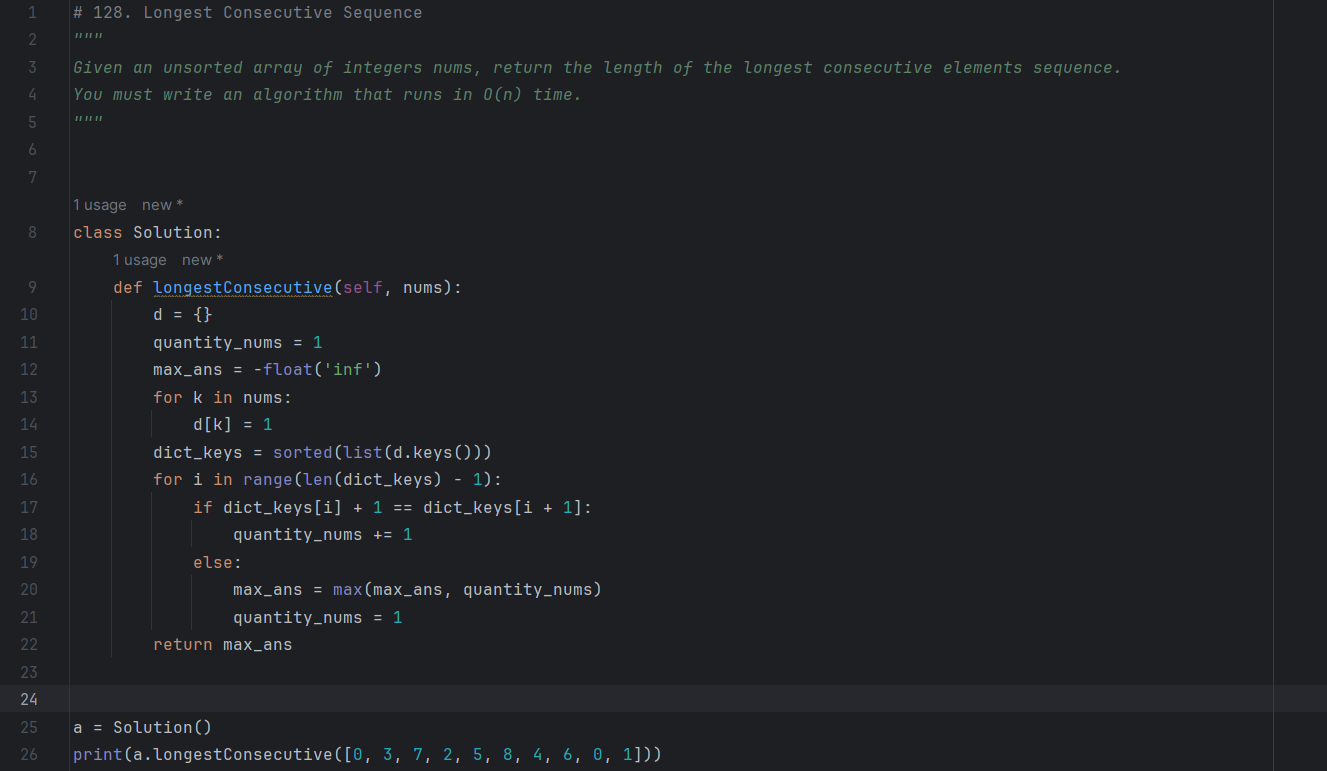 1 # 128. Longest Consecutive Sequence
2 """
3 Given an unsorted array of integers nums, return the length of the longest consecutive elements sequence.
4 You must write an algorithm that runs in O(n) time.
5 """
6
7
1 usage new *
8 class Solution:
1 usage new *
9     def longestConsecutive(self, nums):
10         d = {}
11         quantity_nums = 1
12         max_ans = -float('inf')
13         for k in nums:
14             d[k] = 1
15         dict_keys = sorted(list(d.keys()))
16         for i in range(len(dict_keys) - 1):
17             if dict_keys[i] + 1 == dict_keys[i + 1]:
18                 quantity_nums += 1
19             else:
20                 max_ans = max(max_ans, quantity_nums)
21                 quantity_nums = 1
22         return max_ans
23
24
25 a = Solution()
26 print(a.longestConsecutive([0, 3, 7, 2, 5, 8, 4, 6, 0, 1]))